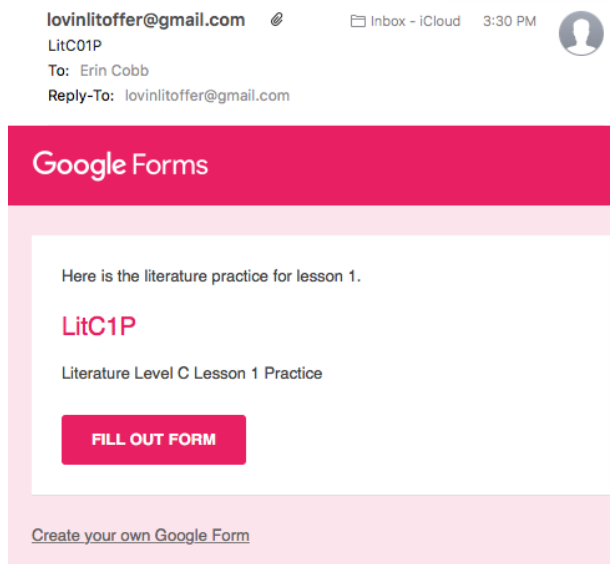 lovinlitoffer@gmail.com Inbox - iCloud 3:30 PM
LitC01P
To: Erin Cobb
Reply-To: lovinlitoffer@gmail.com
Google Forms
Here is the literature practice for lesson 1.
LitC1P
Literature Level C Lesson 1 Practice
FILL OUT FORM
Create your own Google Form